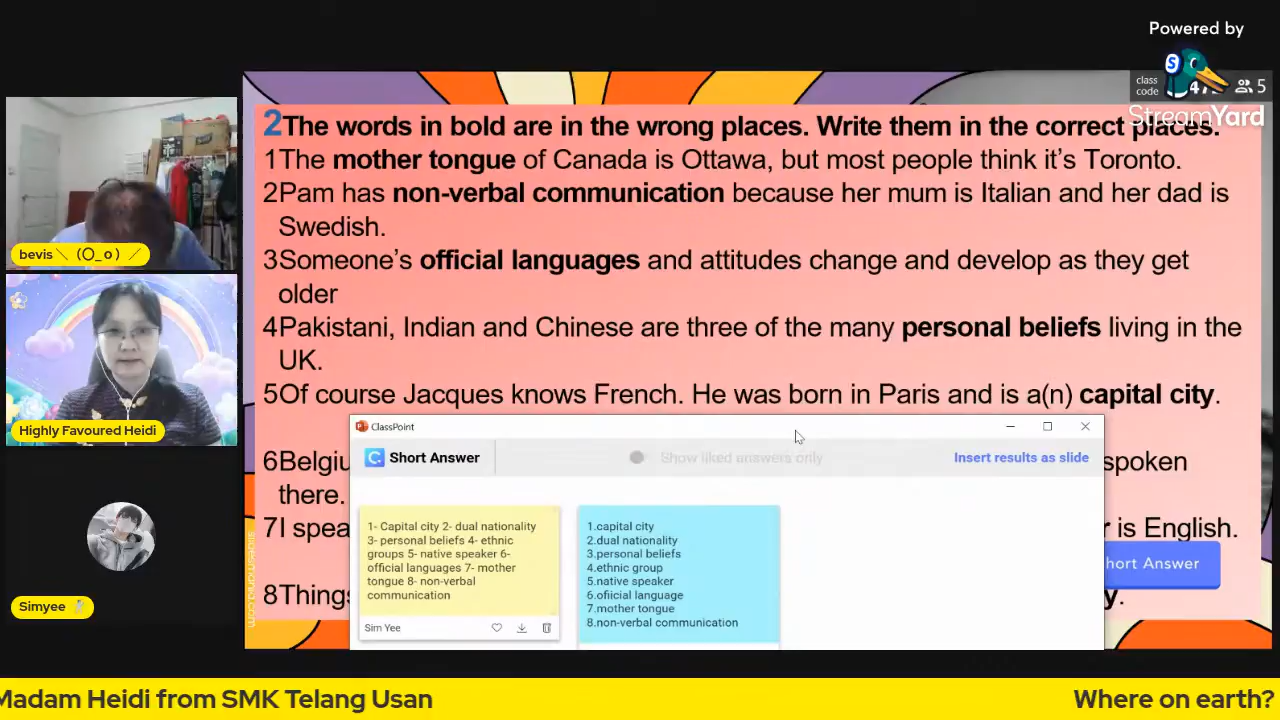 Powered by
class
code
5
StreamYard
2The words in bold are in the wrong places. Write them in the correct places.
1The mother tongue of Canada is Ottawa, but most people think it's Toronto.
2Pam has non-verbal communication because her mum is Italian and her dad is
Swedish.
3Someone's official languages and attitudes change and develop as they get
older
4Pakistani, Indian and Chinese are three of the many personal beliefs living in the
UK.
5Of course Jacques knows French. He was born in Paris and is a(n) capital city.
ClassPoint
Short Answer
Show liked answers only
Insert results as slide
6Belgiu
spoken
there.
7I spea
is English.
8Things
hort Answer
1- Capital city 2- dual nationality
3- personal beliefs 4- ethnic
groups 5- native speaker 6-
official languages 7- mother
tongue 8- non-verbal
communication
Sim Yee
1.capital city
2.dual nationality
3.personal beliefs
4.ethnic group
5.native speaker
6.ofiicial language
7.mother tongue
8.non-verbal communication
bevis＼（〇_ｏ）／
Highly Favoured Heidi
Simyee
Madam Heidi from SMK Telang Usan
Where on earth?